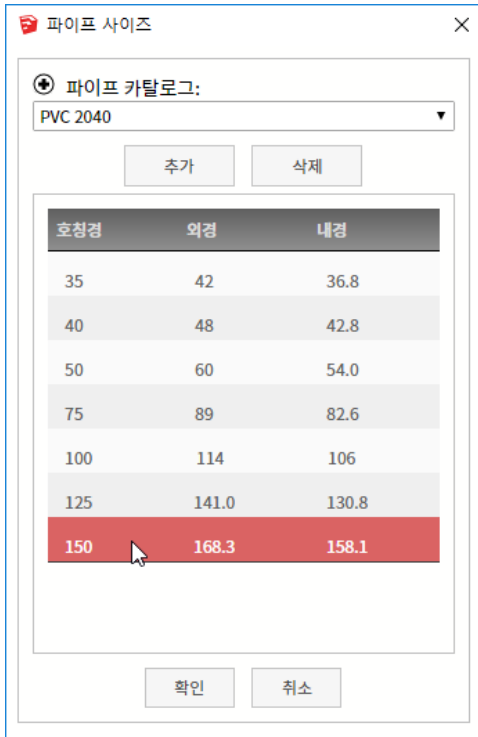 파이프 사이즈
파이프 카탈로그:
PVC 2040
추가 삭제
호칭경 외경 내경
35 42 36.8
40 48 42.8
50 60 54.0
75 89 82.6
100 114 106
125 141.0 130.8
150 168.3 158.1
확인 취소